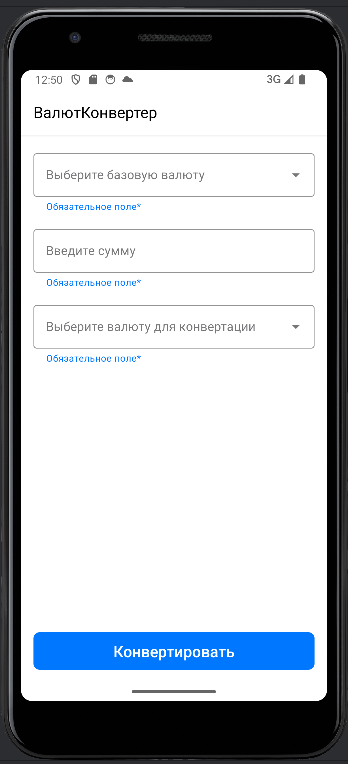 12:50
3G
ВалютКонвертер
Выберите базовую валюту
Обязательное поле*
Введите сумму
Обязательное поле*
Выберите валюту для конвертации
Обязательное поле*
Конвертировать